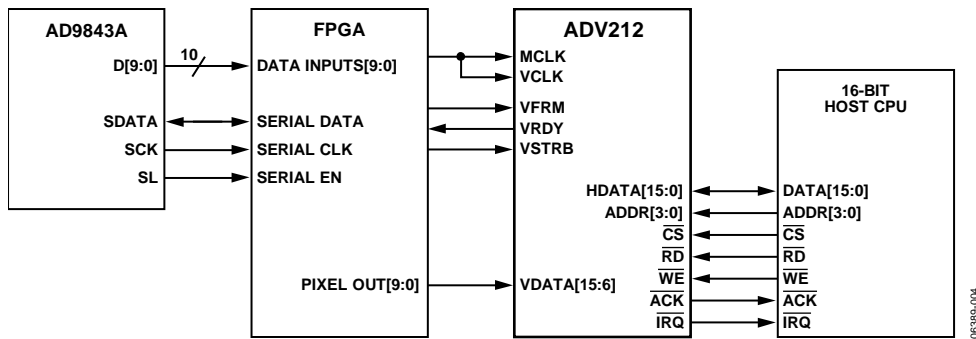 AD9843A
D[9:0]
10
SDATA
SCK
SL
FPGA
DATA INPUTS[9:0]
SERIAL DATA
SERIAL CLK
SERIAL EN
PIXEL OUT[9:0]
ADV212
MCLK
VCLK
VFRM
VRDY
VSTRB
HDATA[15:0]
ADDR[3:0]
CS
RD
WE
ACK
IRQ
VDATA[15:6]
16-BIT
HOST CPU
DATA[15:0]
ADDR[3:0]
CS
RD
WE
ACK
IRQ
06389-004